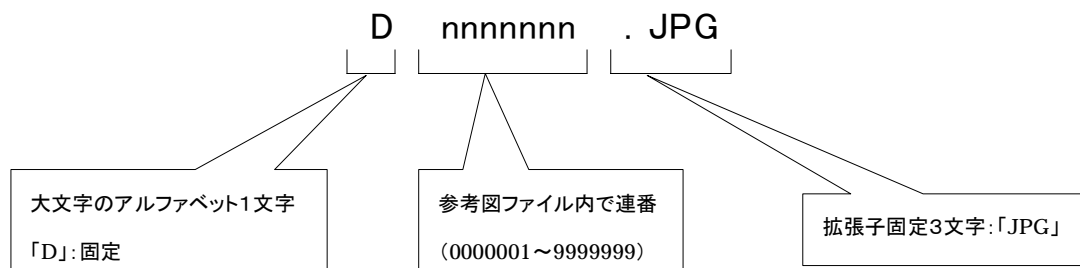 D nnnnnnn . JPG
大文字のアルファベット1文字
「D」:固定
参考図ファイル内で連番
(0000001~9999999)
拡張子固定3文字:「JPG」